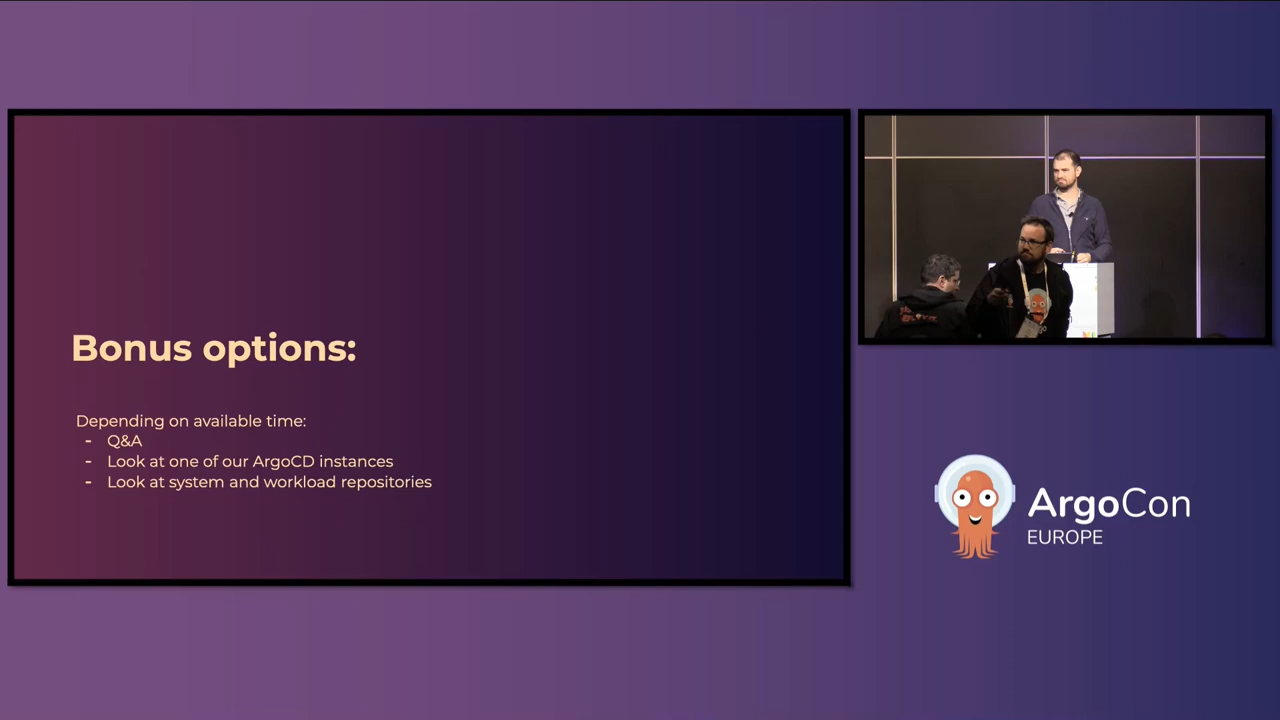 Bonus options:
Depending on available time:
- Q&A
- Look at one of our ArgoCD instances
- Look at system and workload repositories
ArgoCon
EUROPE